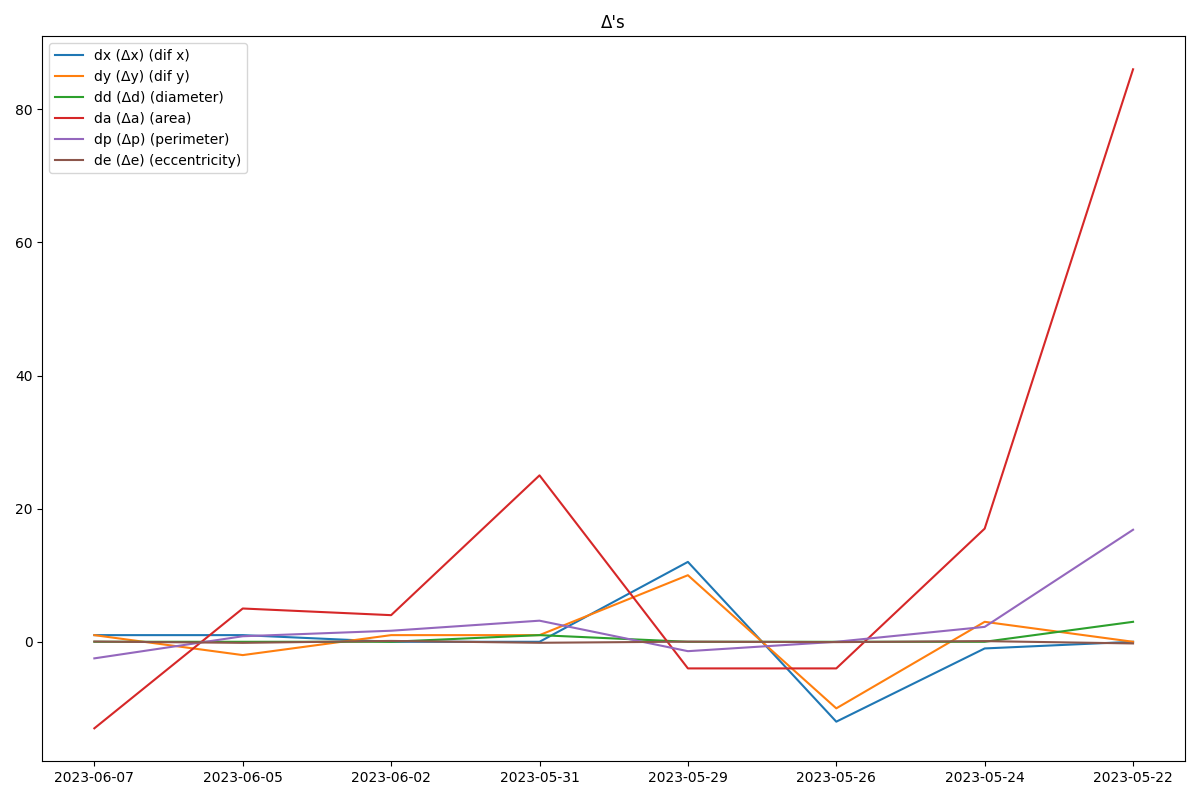 Δ's
dx (Δx) (dif x)
dy (Δy) (dif y)
dd (Δd) (diameter)
da (Δa) (area)
dp (Δp) (perimeter)
de (Δe) (eccentricity)
80
60
40
20
0
2023-06-07 2023-06-05 2023-06-02 2023-05-31 2023-05-29 2023-05-26 2023-05-24 2023-05-22